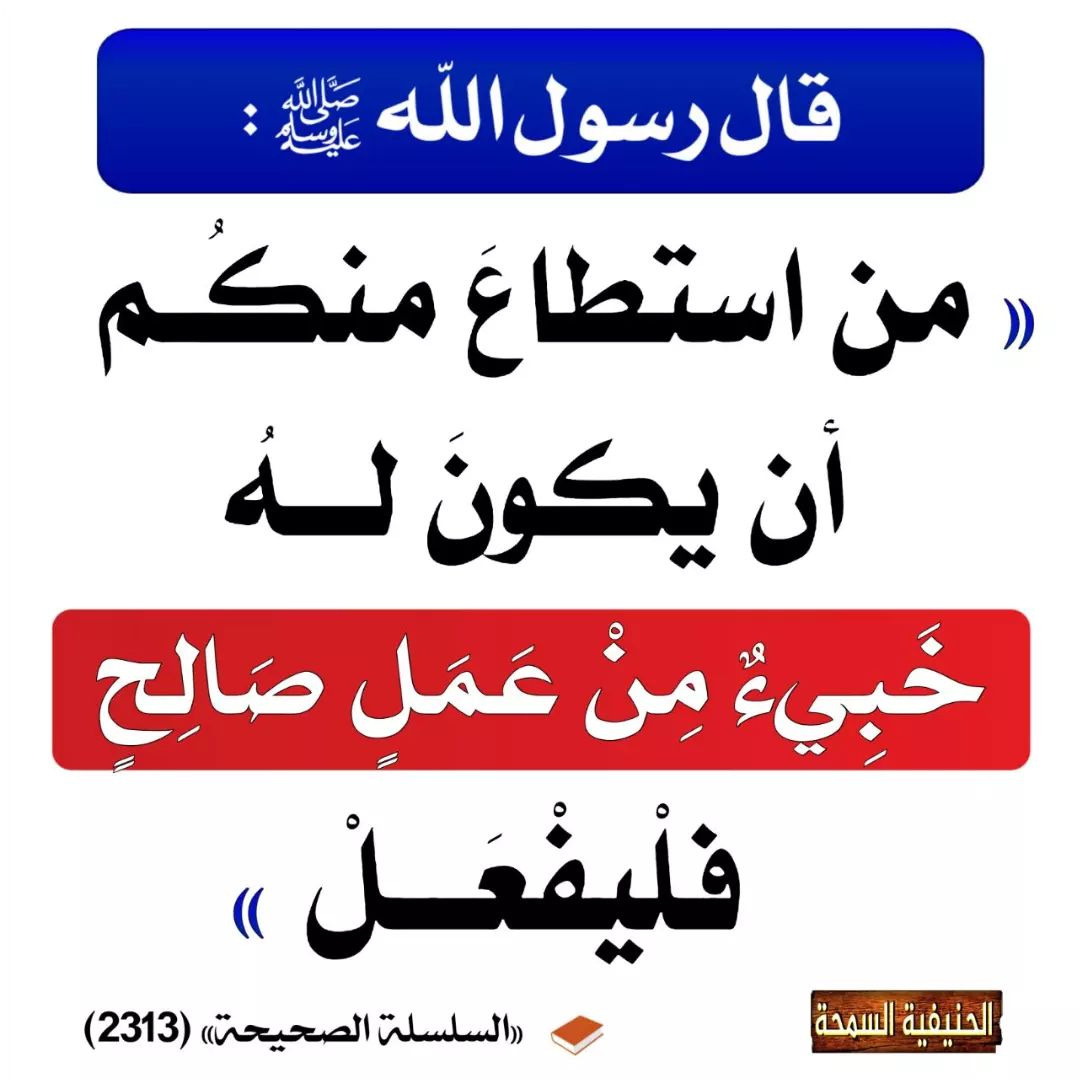 قال رسول الله ﷺ :
« من استطاعَ منكُم
أن يكونَ لهُ
خَبِيءٌ مِنْ عَمَلٍ صَالِحٍ
فلْيفْعَلْ »
«السلسلة الصحيحة» (2313)
الحنيفية السمحة